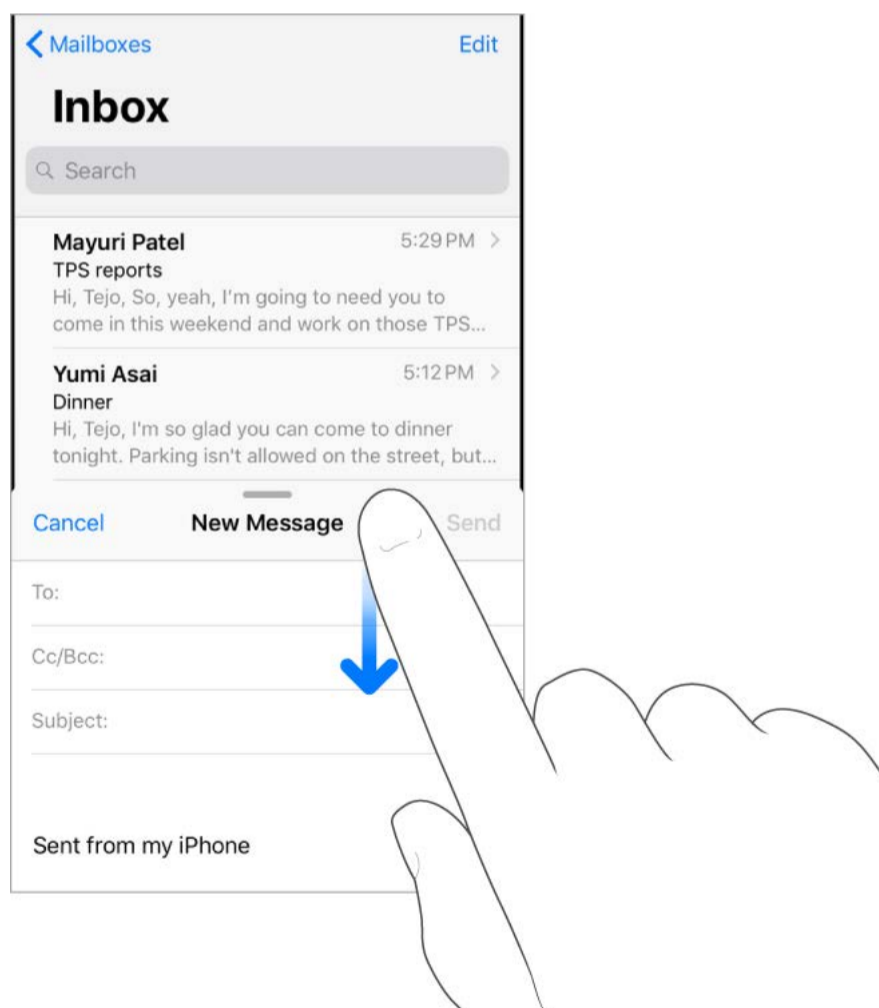 Mailboxes
Edit
Inbox
Search
Mayuri Patel
5:29 PM
TPS reports
Hi, Tejo, So, yeah, I'm going to need you to
come in this weekend and work on those TPS...
Yumi Asai
5:12 PM
Dinner
Hi, Tejo, I'm so glad you can come to dinner
tonight. Parking isn't allowed on the street, but...
Cancel
New Message
Send
To:
Cc/Bcc:
Subject:
Sent from my iPhone